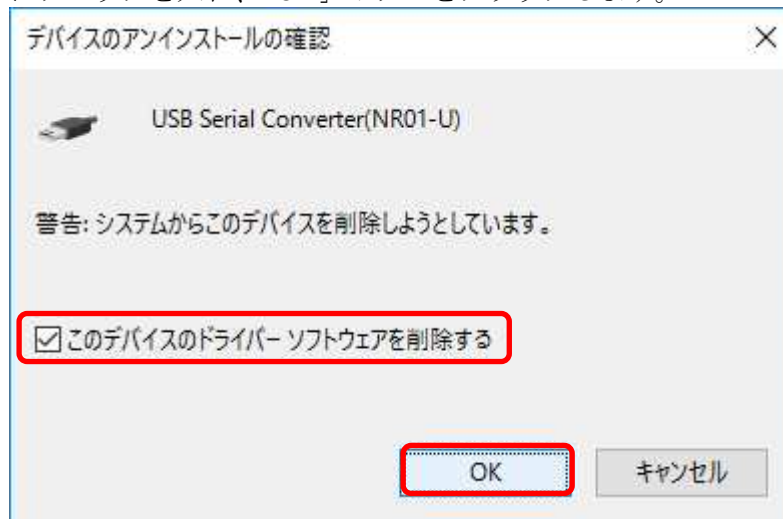 デバイスのアンインストールの確認
USB Serial Converter(NR01-U)
警告: システムからこのデバイスを削除しようとしています。
このデバイスのドライバー ソフトウェアを削除する
OK
キャンセル